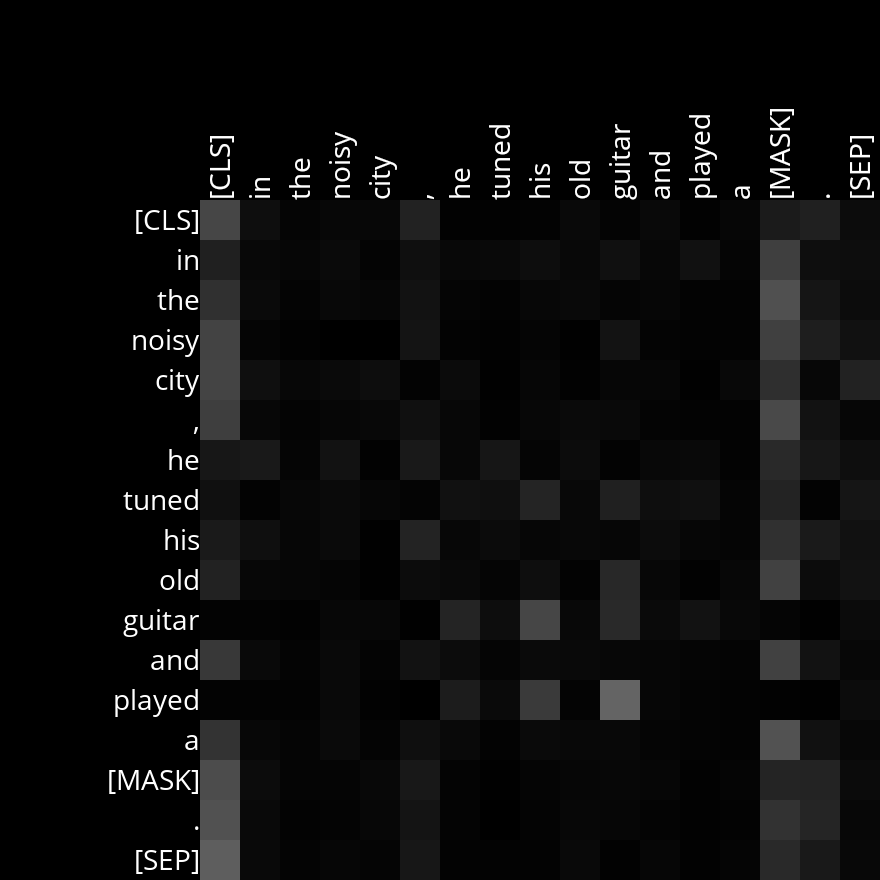 [CLS] in the noisy city , he tuned his old guitar and played a [MASK] . [SEP]
[CLS]
in
the
noisy
city
,
he
tuned
his
old
guitar
and
played
a
[MASK]
.
[SEP]